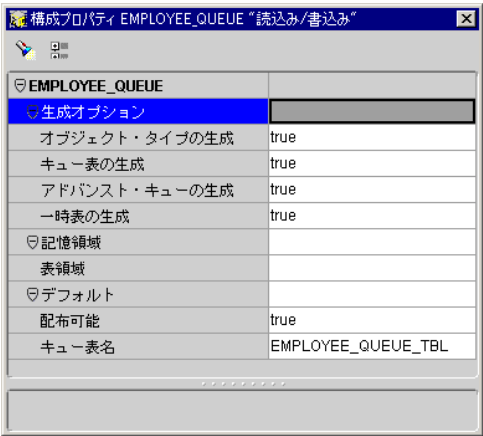 構成プロパティ EMPLOYEE_QUEUE "読込み/書込み"
EMPLOYEE_QUEUE
生成オプション
オブジェクト・タイプの生成 true
キュー表の生成 true
アドバンスト・キューの生成 true
一時表の生成 true
記憶領域
表領域
デフォルト
配布可能 true
キュー表名 EMPLOYEE_QUEUE_TBL